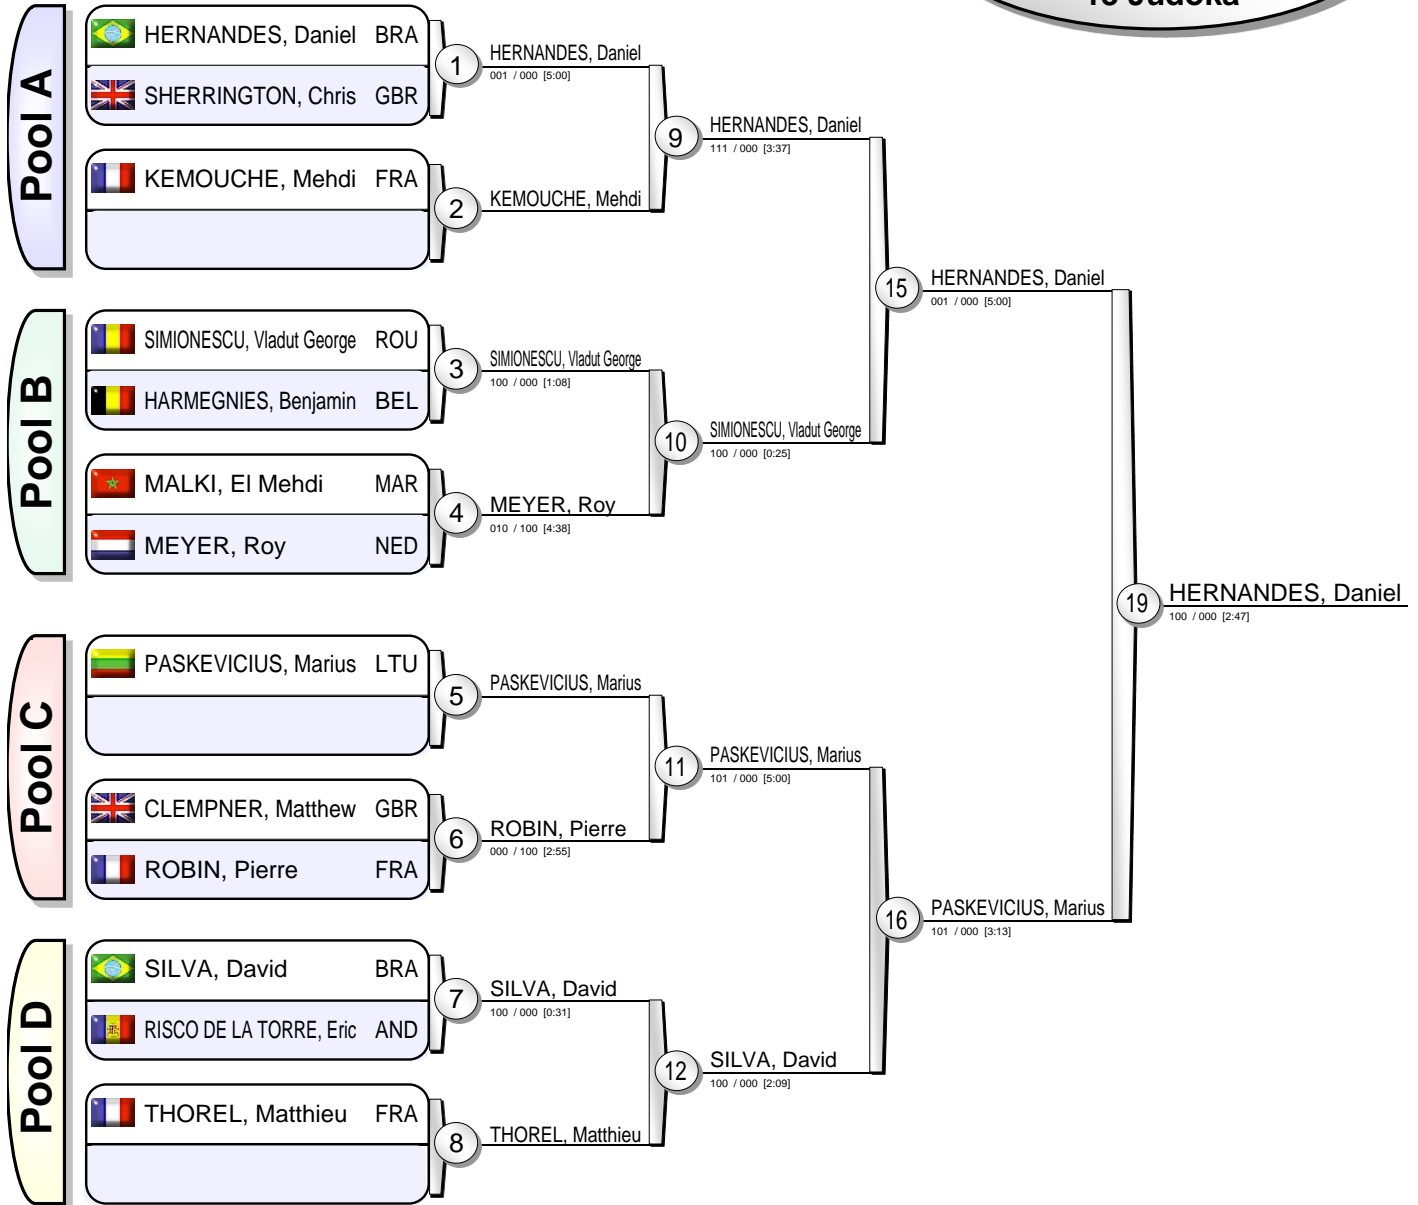 Pool A
HERNANDES, Daniel BRA
SHERRINGTON, Chris GBR
KEMOUCHE, Mehdi FRA
1
HERNANDES, Daniel
001 / 000 [5:00]
2
KEMOUCHE, Mehdi
9
HERNANDES, Daniel
111 / 000 [3:37]
Pool B
SIMIONESCU, Vladut George ROU
HARMEGNIES, Benjamin BEL
MALKI, El Mehdi MAR
MEYER, Roy NED
3
SIMIONESCU, Vladut George
100 / 000 [1:08]
4
MEYER, Roy
010 / 100 [4:38]
10
SIMIONESCU, Vladut George
100 / 000 [0:25]
15
HERNANDES, Daniel
001 / 000 [5:00]
Pool C
PASKEVICIUS, Marius LTU
CLEMPNER, Matthew GBR
ROBIN, Pierre FRA
5
PASKEVICIUS, Marius
6
ROBIN, Pierre
000 / 100 [2:55]
11
PASKEVICIUS, Marius
101 / 000 [5:00]
Pool D
SILVA, David BRA
RISCO DE LA TORRE, Eric AND
THOREL, Matthieu FRA
7
SILVA, David
100 / 000 [0:31]
8
THOREL, Matthieu
12
SILVA, David
100 / 000 [2:09]
16
PASKEVICIUS, Marius
101 / 000 [3:13]
19
HERNANDES, Daniel
100 / 000 [2:47]